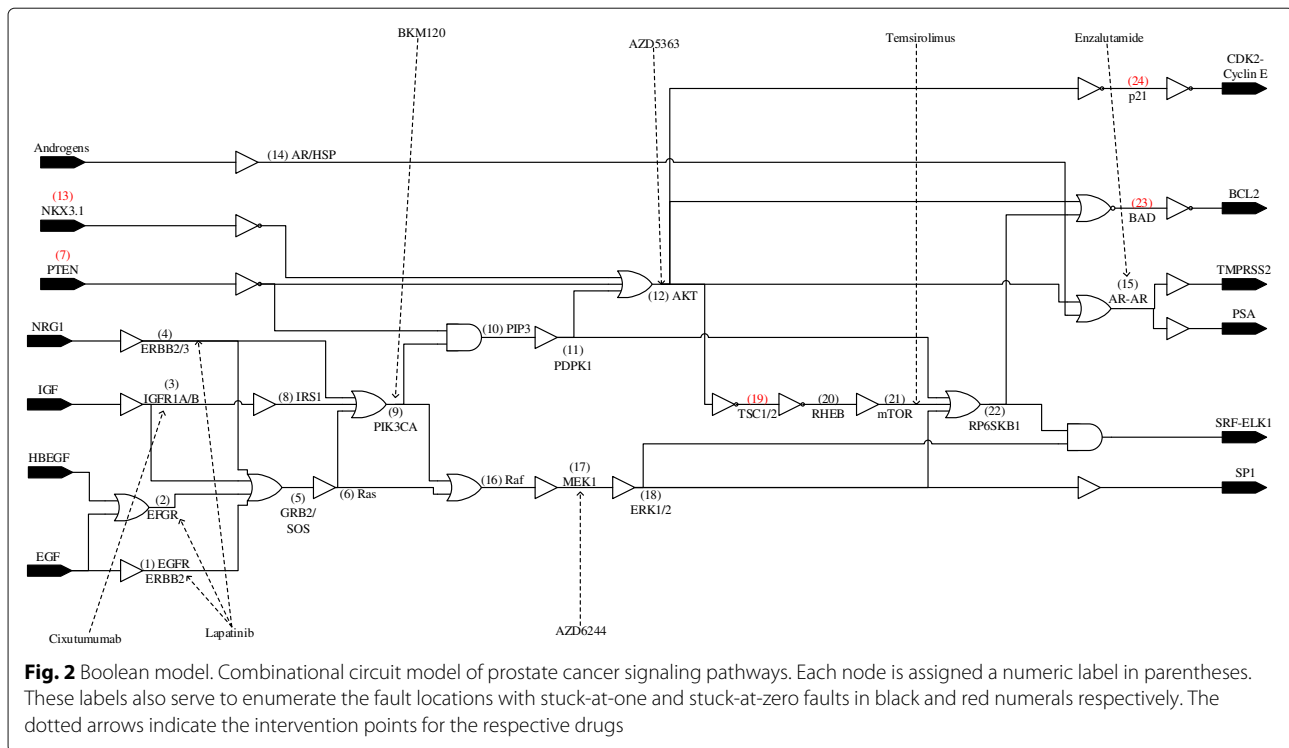 BKM120
AZD5363
Temsirolimus
Enzalutamide
CDK2-
Cyclin E
(24)
p21
Androgens
(14) AR/HSP
(13)
NKX3.1
(23)
BAD
BCL2
(7)
PTEN
(12) AKT
(15)
AR-AR
TMPRSS2
PSA
NRG1
(4)
ERBB2/3
(10) PIP3
(11)
PDPK1
IGF
(3)
IGFR1A/B
(8) IRS1
(9)
PIK3CA
(19)
TSC1/2
(20)
RHEB
(21)
mTOR
(22)
RP6SKB1
SRF-ELK1
HBEGF
(2)
EFGR
(5)
GRB2/
SOS
(6) Ras
(16) Raf
(17)
MEK1
(18)
ERK1/2
SP1
EGF
(1) EGFR
ERBB2
Cixutumumab
Lapatinib
AZD6244
Fig. 2 Boolean model. Combinational circuit model of prostate cancer signaling pathways. Each node is assigned a numeric label in parentheses.
These labels also serve to enumerate the fault locations with stuck-at-one and stuck-at-zero faults in black and red numerals respectively. The
dotted arrows indicate the intervention points for the respective drugs